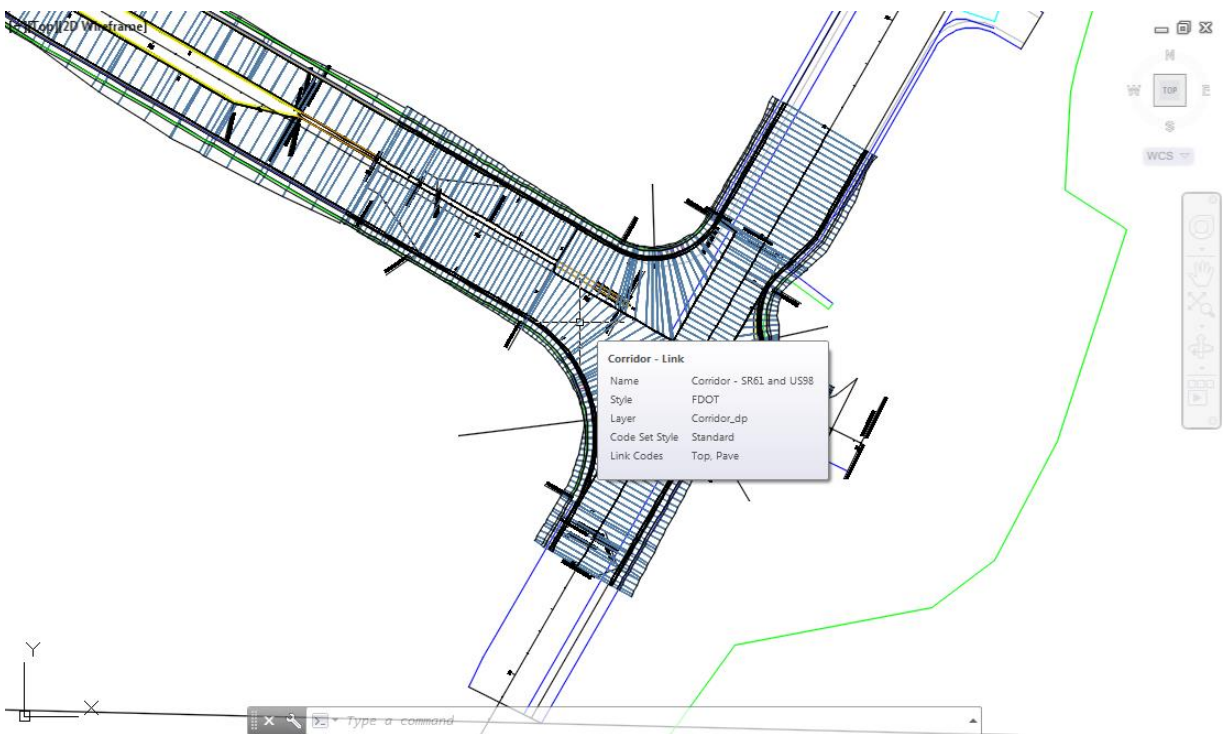 [-][Top][2D Wireframe]
N
W
TOP
E
S
WCS
Corridor - Link
Name Corridor - SR61 and US98
Style FDOT
Layer Corridor_dp
Code Set Style Standard
Link Codes Top, Pave
Y
X
Type a command